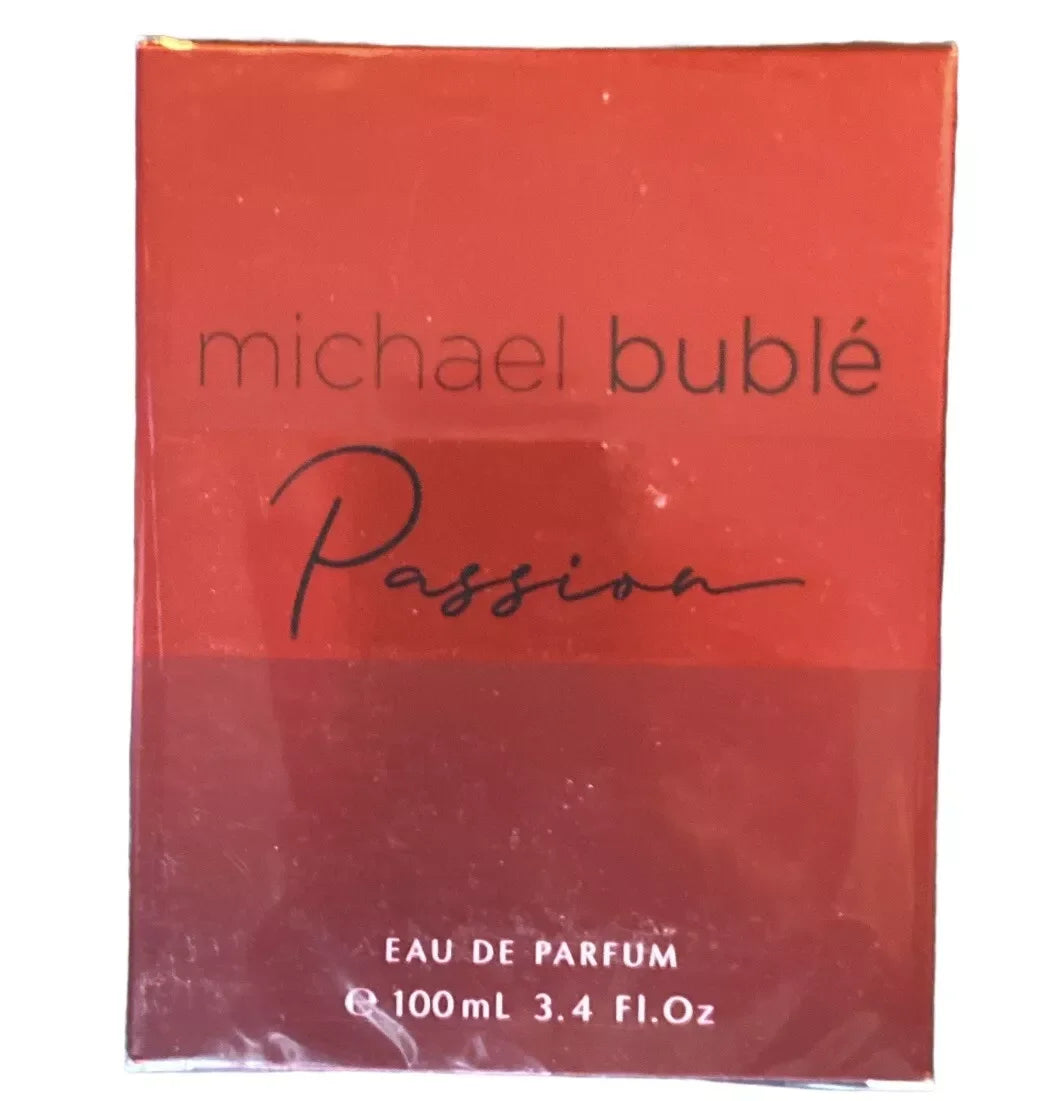 michael bublé
Passion
EAU DE PARFUM
℮ 100mL 3.4 Fl.Oz